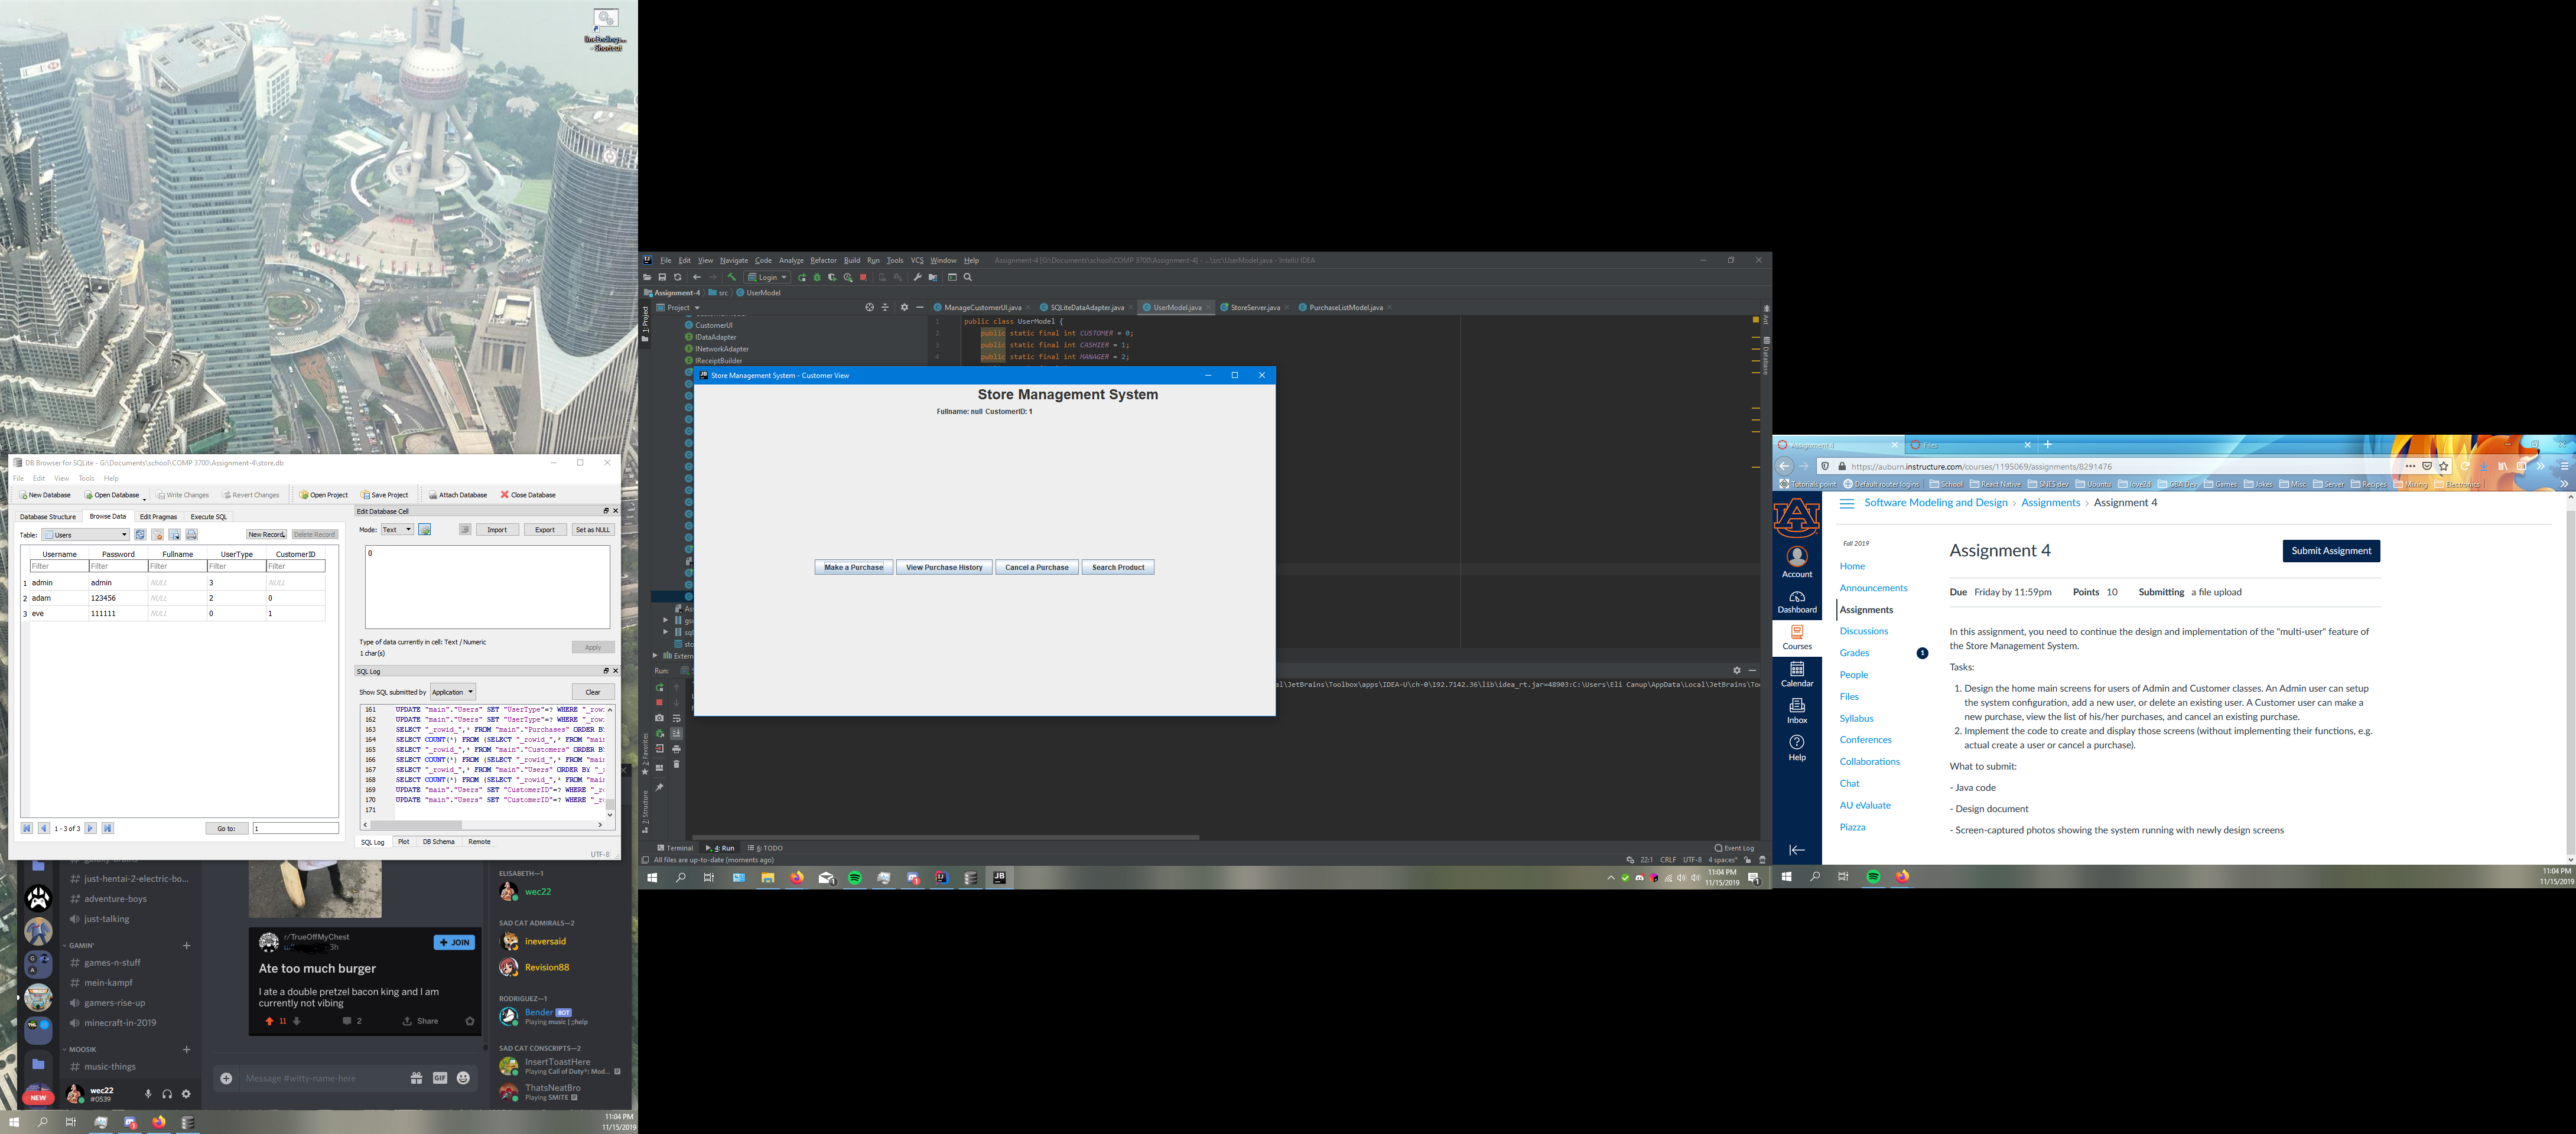 lineEndings...
- Shortcut
DB Browser for SQLite - G:\Documents\school\COMP 3700\Assignment-4\store.db
File Edit View Tools Help
New Database Open Database Write Changes Revert Changes Open Project Save Project Attach Database Close Database
Database Structure Browse Data Edit Pragmas Execute SQL
Table: Users New Record Delete Record
Username Password Fullname UserType CustomerID
Filter Filter Filter Filter Filter
1 admin admin NULL 3 NULL
2 adam 123456 NULL 2 0
3 eve 111111 NULL 0 1
1 - 3 of 3 Go to: 1
Edit Database Cell
Mode: Text Import Export Set as NULL
0
Type of data currently in cell: Text / Numeric
1 char(s)
Apply
SQL Log
Show SQL submitted by Application Clear
161 UPDATE "main"."Users" SET "UserType"=? WHERE "_row:
162 UPDATE "main"."Users" SET "UserType"=? WHERE "_row:
163 SELECT "_rowid_",* FROM "main"."Purchases" ORDER BY
164 SELECT COUNT(*) FROM (SELECT "_rowid_",* FROM "mai
165 SELECT "_rowid_",* FROM "main"."Customers" ORDER BY
166 SELECT COUNT(*) FROM (SELECT "_rowid_",* FROM "mai
167 SELECT "_rowid_",* FROM "main"."Users" ORDER BY "_
168 SELECT COUNT(*) FROM (SELECT "_rowid_",* FROM "mai
169 UPDATE "main"."Users" SET "CustomerID"=? WHERE "_r
170 UPDATE "main"."Users" SET "CustomerID"=? WHERE "_r
171
SQL Log Plot DB Schema Remote
UTF-8
# just-hentai-2-electric-bo...
# adventure-boys
just-talking
GAMIN'
# games-n-stuff
# mein-kampf
gamers-rise-up
minecraft-in-2019
MOOSIK
# music-things
wec22
#0539
NEW
r/TrueOffMyChest
3h
+ JOIN
Ate too much burger
I ate a double pretzel bacon king and I am
currently not vibing
11 2 Share
Message #witty-name-here GIF
ELISABETH—1
wec22
SAD CAT ADMIRALS—2
ineversaid
Revision88
RODRIGUEZ—1
Bender BOT
Playing music | ;;help
SAD CAT CONSCRIPTS—2
InsertToastHere
Playing Call of Duty®: Mod...
ThatsNeatBro
Playing SMITE
11:04 PM
11/15/2019
File Edit View Navigate Code Analyze Refactor Build Run Tools VCS Window Help Assignment-4 [G:\Documents\school\COMP 3700\Assignment-4] - ...\src\UserModel.java - IntelliJ IDEA
Login
Assignment-4 src UserModel
1: Project
Project
CustomerUI
IDataAdapter
INetworkAdapter
IReceiptBuilder
ManageCustomerUI.java SQLiteDataAdapter.java UserModel.java StoreServer.java PurchaseListModel.java
1 public class UserModel {
2 public static final int CUSTOMER = 0;
3 public static final int CASHIER = 1;
4 public static final int MANAGER = 2;
Ant
Database
Store Management System - Customer View
Store Management System
Fullname: null CustomerID: 1
Make a Purchase View Purchase History Cancel a Purchase Search Product
As
gs
sql
sto
Extern
Run:
al\JetBrains\Toolbox\apps\IDEA-U\ch-0\192.7142.36\lib\idea_rt.jar=48903:C:\Users\Eli Canup\AppData\Local\JetBrains\To
2: Favorites
7: Structure
Terminal 4: Run 6: TODO Event Log
All files are up-to-date (moments ago) 22:1 CRLF UTF-8 4 spaces
11:04 PM
11/15/2019
Assignment 4 Files
https://auburn.instructure.com/courses/1195069/assignments/8291476
Tutorials point Default router logins School React Native SNES dev Ubuntu love2d GBA Dev Games Jokes Misc Server Recipes Mixing Electronics
Account
Dashboard
Courses
Calendar
Inbox
Help
Software Modeling and Design > Assignments > Assignment 4
Fall 2019
Home
Announcements
Assignments
Discussions
Grades 1
People
Files
Syllabus
Conferences
Collaborations
Chat
AU eValuate
Piazza
Assignment 4 Submit Assignment
Due Friday by 11:59pm Points 10 Submitting a file upload
In this assignment, you need to continue the design and implementation of the "multi-user" feature of
the Store Management System.
Tasks:
1. Design the home main screens for users of Admin and Customer classes. An Admin user can setup
the system configuration, add a new user, or delete an existing user. A Customer user can make a
new purchase, view the list of his/her purchases, and cancel an existing purchase.
2. Implement the code to create and display those screens (without implementing their functions, e.g.
actual create a user or cancel a purchase).
What to submit:
- Java code
- Design document
- Screen-captured photos showing the system running with newly design screens
11:04 PM
11/15/2019